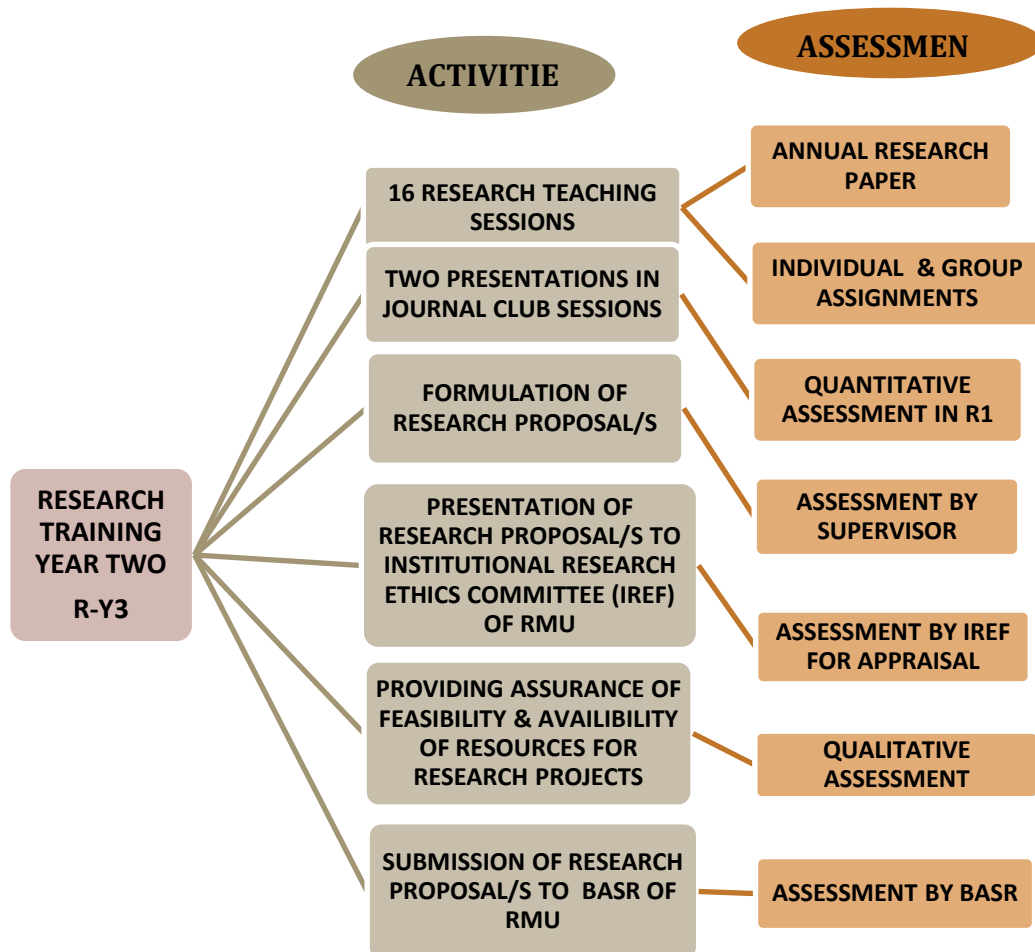 ACTIVITIE
ASSESSMEN
RESEARCH
TRAINING
YEAR TWO
R-Y3
16 RESEARCH TEACHING
SESSIONS
TWO PRESENTATIONS IN
JOURNAL CLUB SESSIONS
FORMULATION OF
RESEARCH PROPOSAL/S
PRESENTATION OF
RESEARCH PROPOSAL/S TO
INSTITUTIONAL RESEARCH
ETHICS COMMITTEE (IREF)
OF RMU
PROVIDING ASSURANCE OF
FEASIBILITY & AVAILIBILITY
OF RESOURCES FOR
RESEARCH PROJECTS
SUBMISSION OF RESEARCH
PROPOSAL/S TO  BASR OF
RMU
ANNUAL RESEARCH
PAPER
INDIVIDUAL  & GROUP
ASSIGNMENTS
QUANTITATIVE
ASSESSMENT IN R1
ASSESSMENT BY
SUPERVISOR
ASSESSMENT BY IREF
FOR APPRAISAL
QUALITATIVE
ASSESSMENT
ASSESSMENT BY BASR